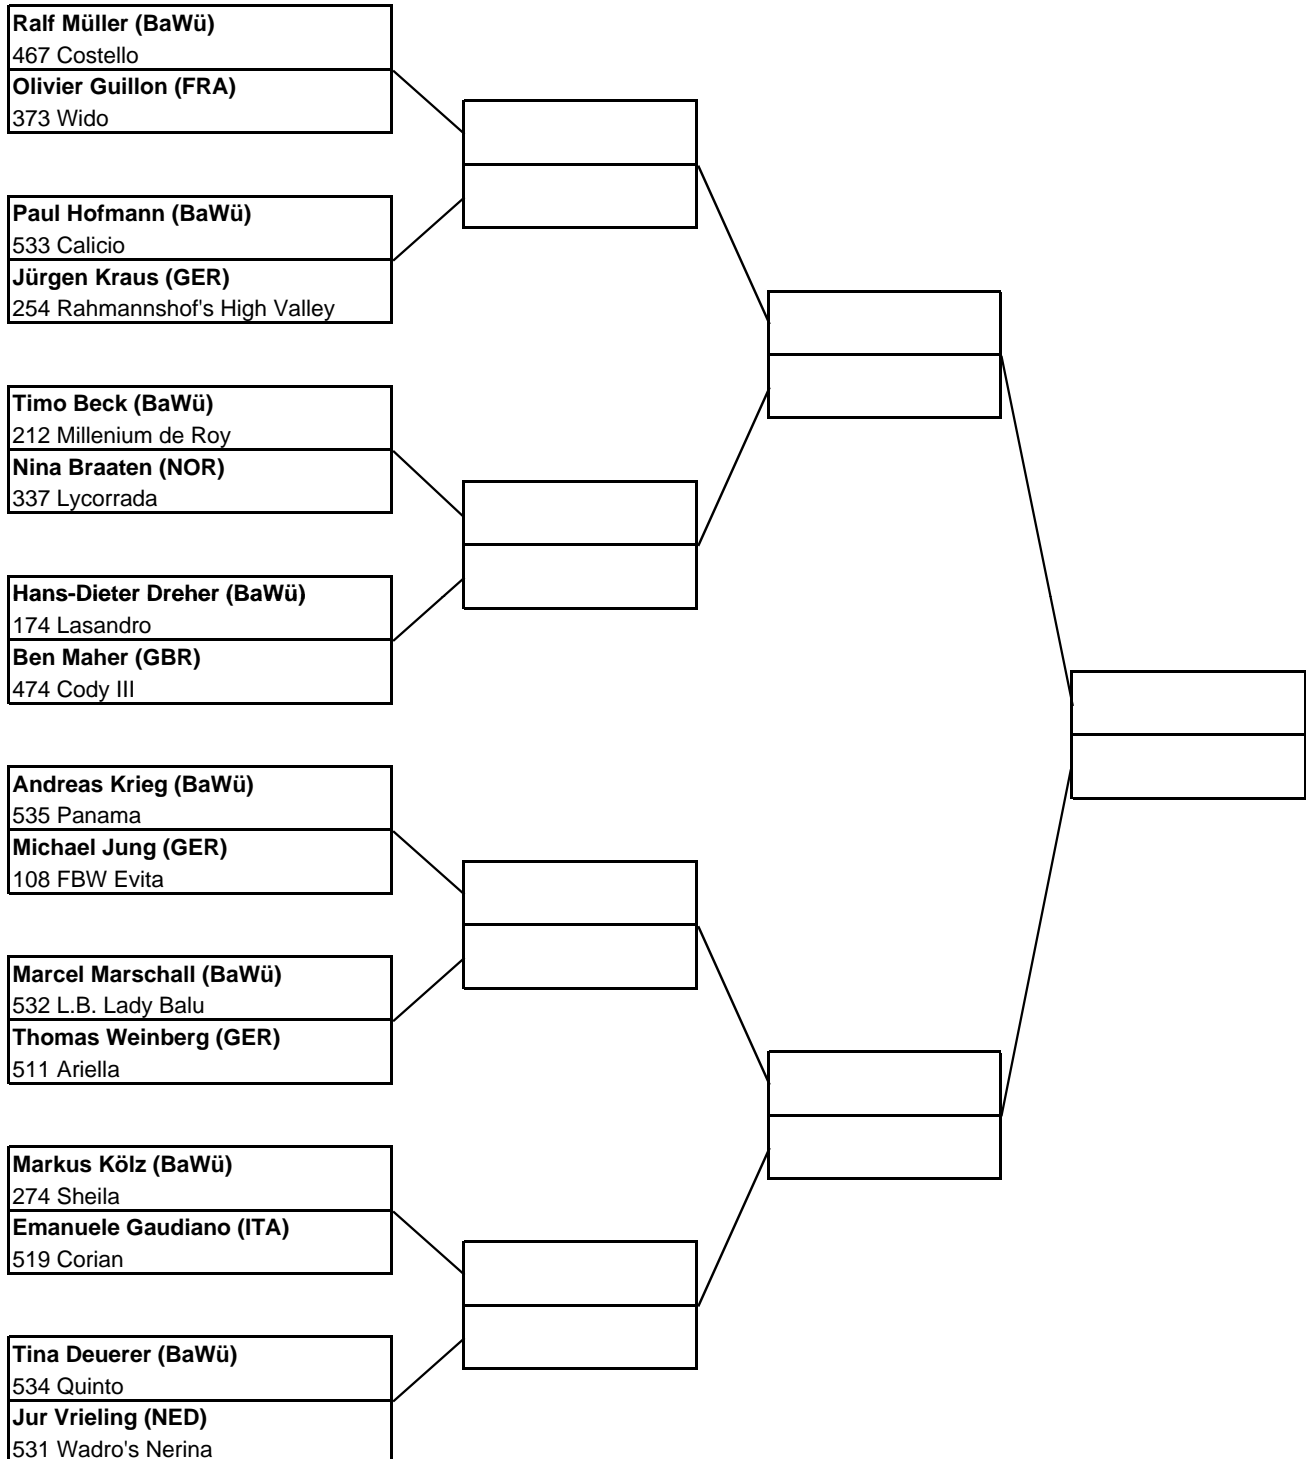 Ralf Müller (BaWü)
467 Costello
Olivier Guillon (FRA)
373 Wido
Paul Hofmann (BaWü)
533 Calicio
Jürgen Kraus (GER)
254 Rahmannshof's High Valley
Timo Beck (BaWü)
212 Millenium de Roy
Nina Braaten (NOR)
337 Lycorrada
Hans-Dieter Dreher (BaWü)
174 Lasandro
Ben Maher (GBR)
474 Cody III
Andreas Krieg (BaWü)
535 Panama
Michael Jung (GER)
108 FBW Evita
Marcel Marschall (BaWü)
532 L.B. Lady Balu
Thomas Weinberg (GER)
511 Ariella
Markus Kölz (BaWü)
274 Sheila
Emanuele Gaudiano (ITA)
519 Corian
Tina Deuerer (BaWü)
534 Quinto
Jur Vrieling (NED)
531 Wadro's Nerina